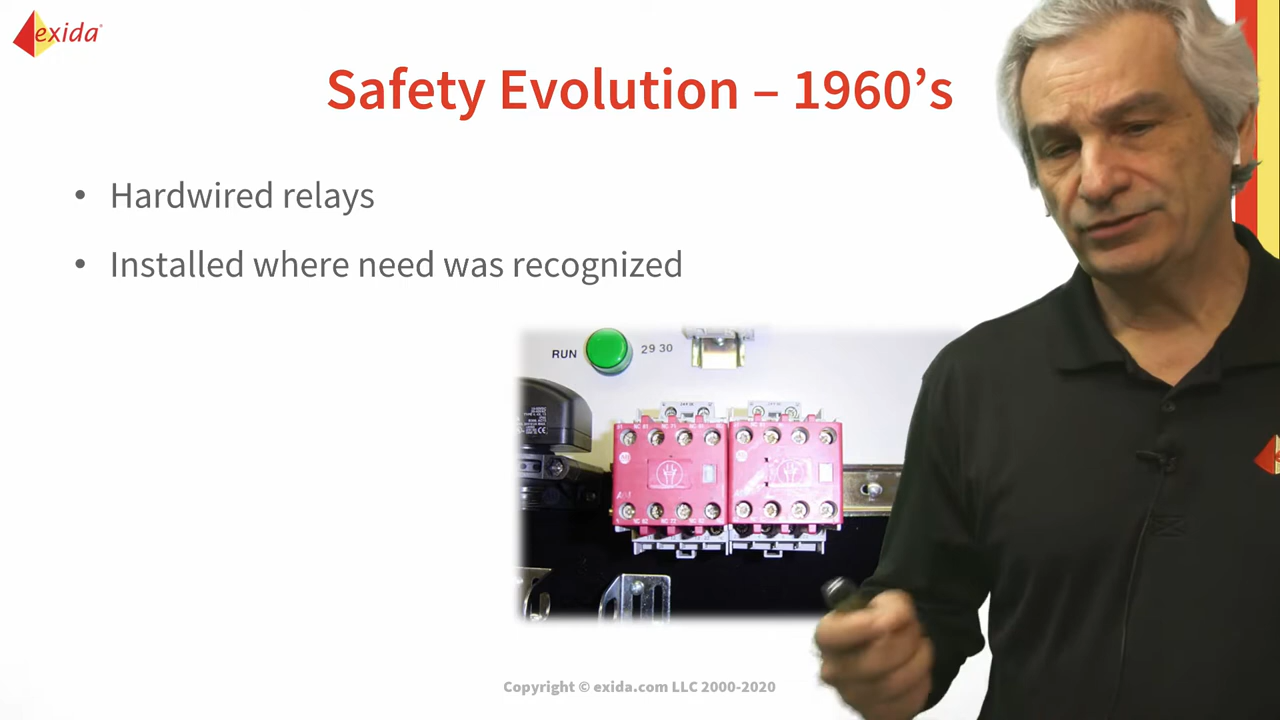 exida
Safety Evolution – 1960’s
• Hardwired relays
• Installed where need was recognized
RUN
29 30
Copyright © exida.com LLC 2000-2020